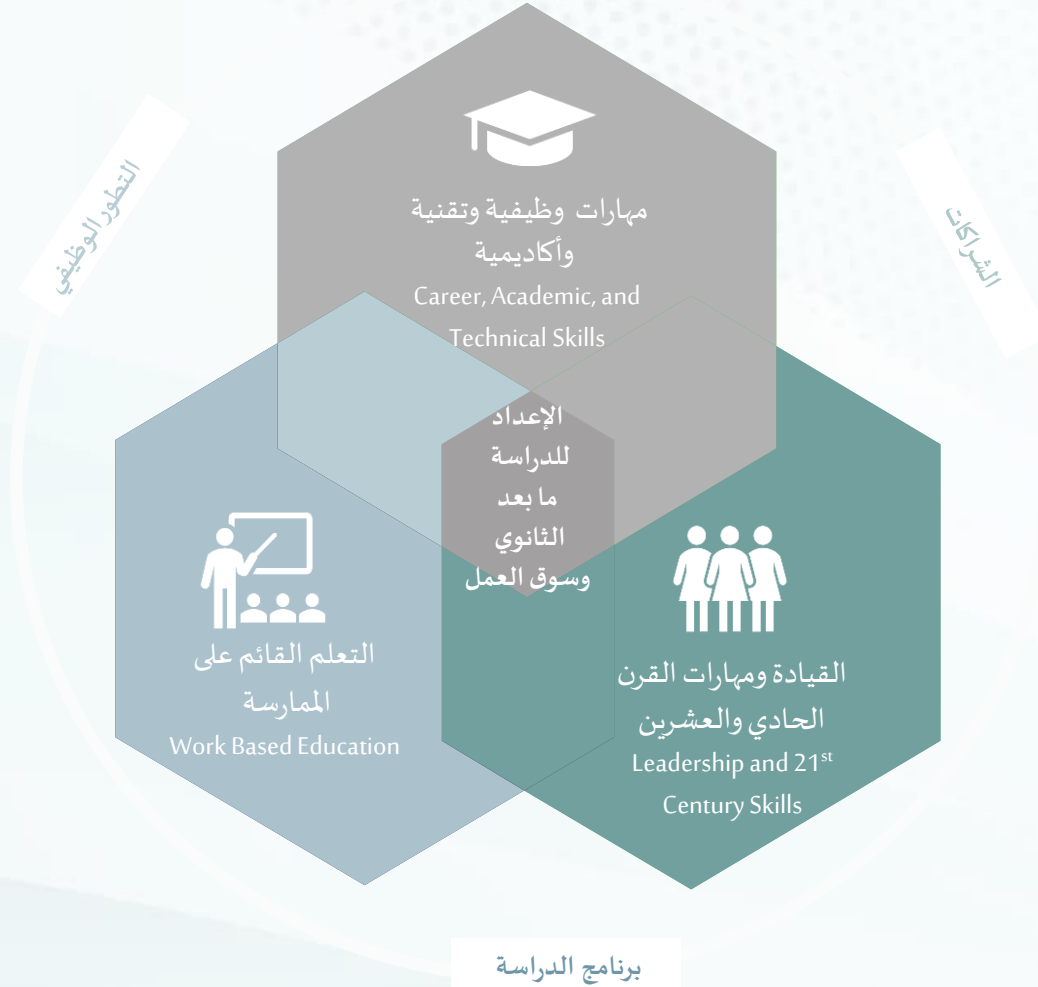 التطور الوظيفي
الشراكات
مهارات وظيفية وتقنية
وأكاديمية
Career, Academic, and
Technical Skills
الإعداد
للدراسة
ما بعد
الثانوي
وسوق العمل
التعلم القائم على
الممارسة
Work Based Education
القيادة ومهارات القرن
الحادي والعشرين
Leadership and 21st
Century Skills
برنامج الدراسة